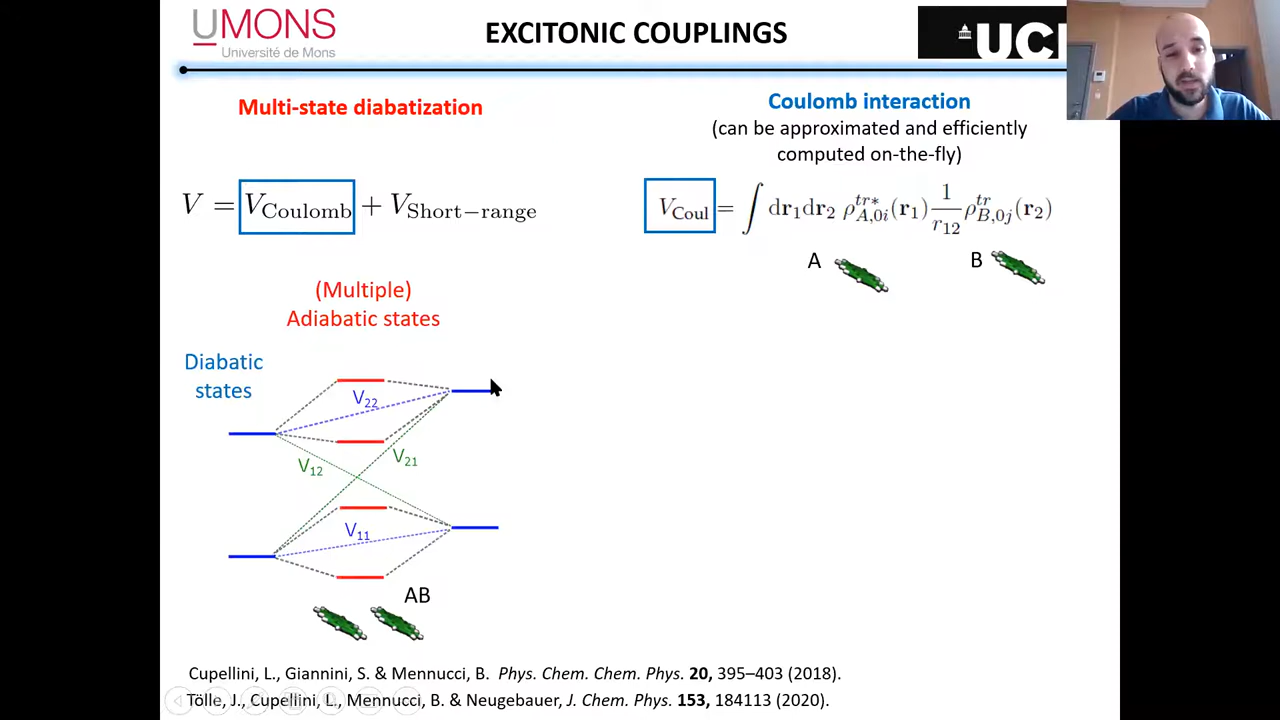 UMONS
Université de Mons
EXCITONIC COUPLINGS
UCL
Multi-state diabatization
V = V_Coulomb + V_Short−range
(Multiple)
Adiabatic states
Diabatic
states
V₂₂
V₁₂
V₂₁
V₁₁
AB
Coulomb interaction
(can be approximated and efficiently
computed on-the-fly)
V_Coul = ∫ dr₁dr₂ ρ^{tr*}_{A,0i}(r₁) 1/r₁₂ ρ^{tr}_{B,0j}(r₂)
A
B
Cupellini, L., Giannini, S. & Mennucci, B. Phys. Chem. Chem. Phys. 20, 395–403 (2018).
Tölle, J., Cupellini, L., Mennucci, B. & Neugebauer, J. Chem. Phys. 153, 184113 (2020).